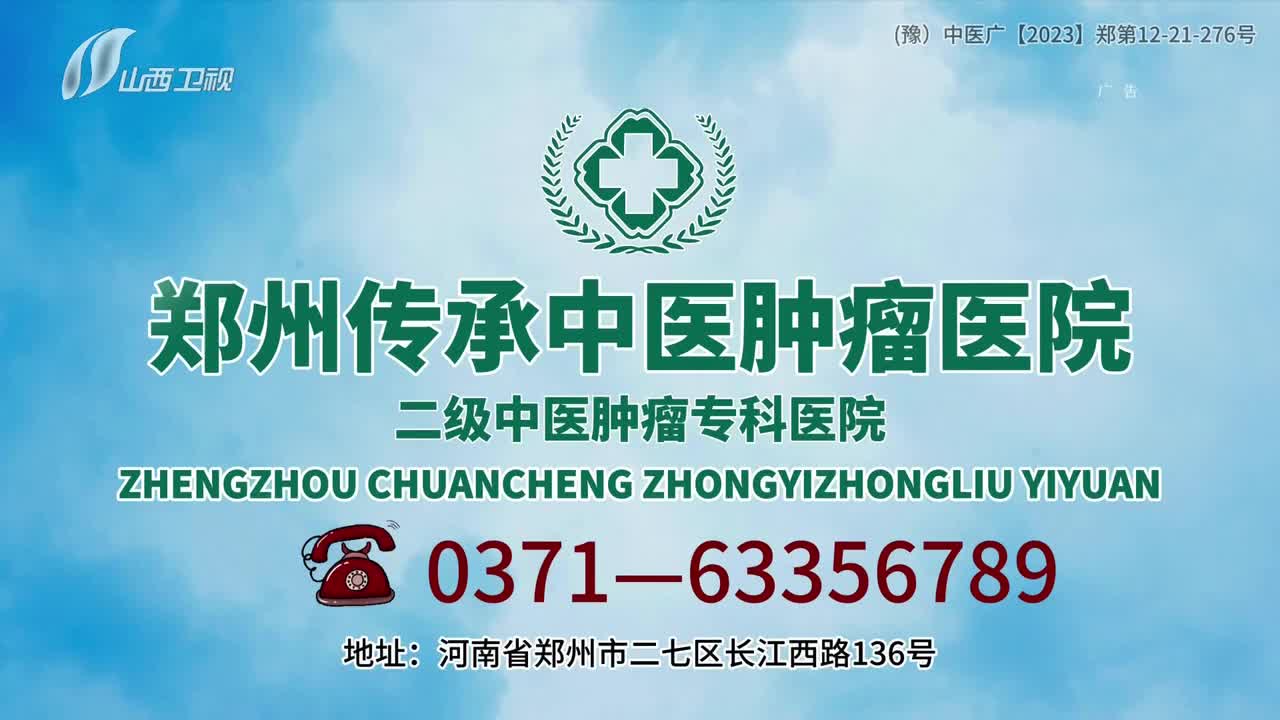 山西卫视
(豫）中医广【2023】郑第12-21-276号
广告
郑州传承中医肿瘤医院
二级中医肿瘤专科医院
ZHENGZHOU CHUANCHENG ZHONGYIZHONGLIU YIYUAN
0371—63356789
地址：河南省郑州市二七区长江西路136号